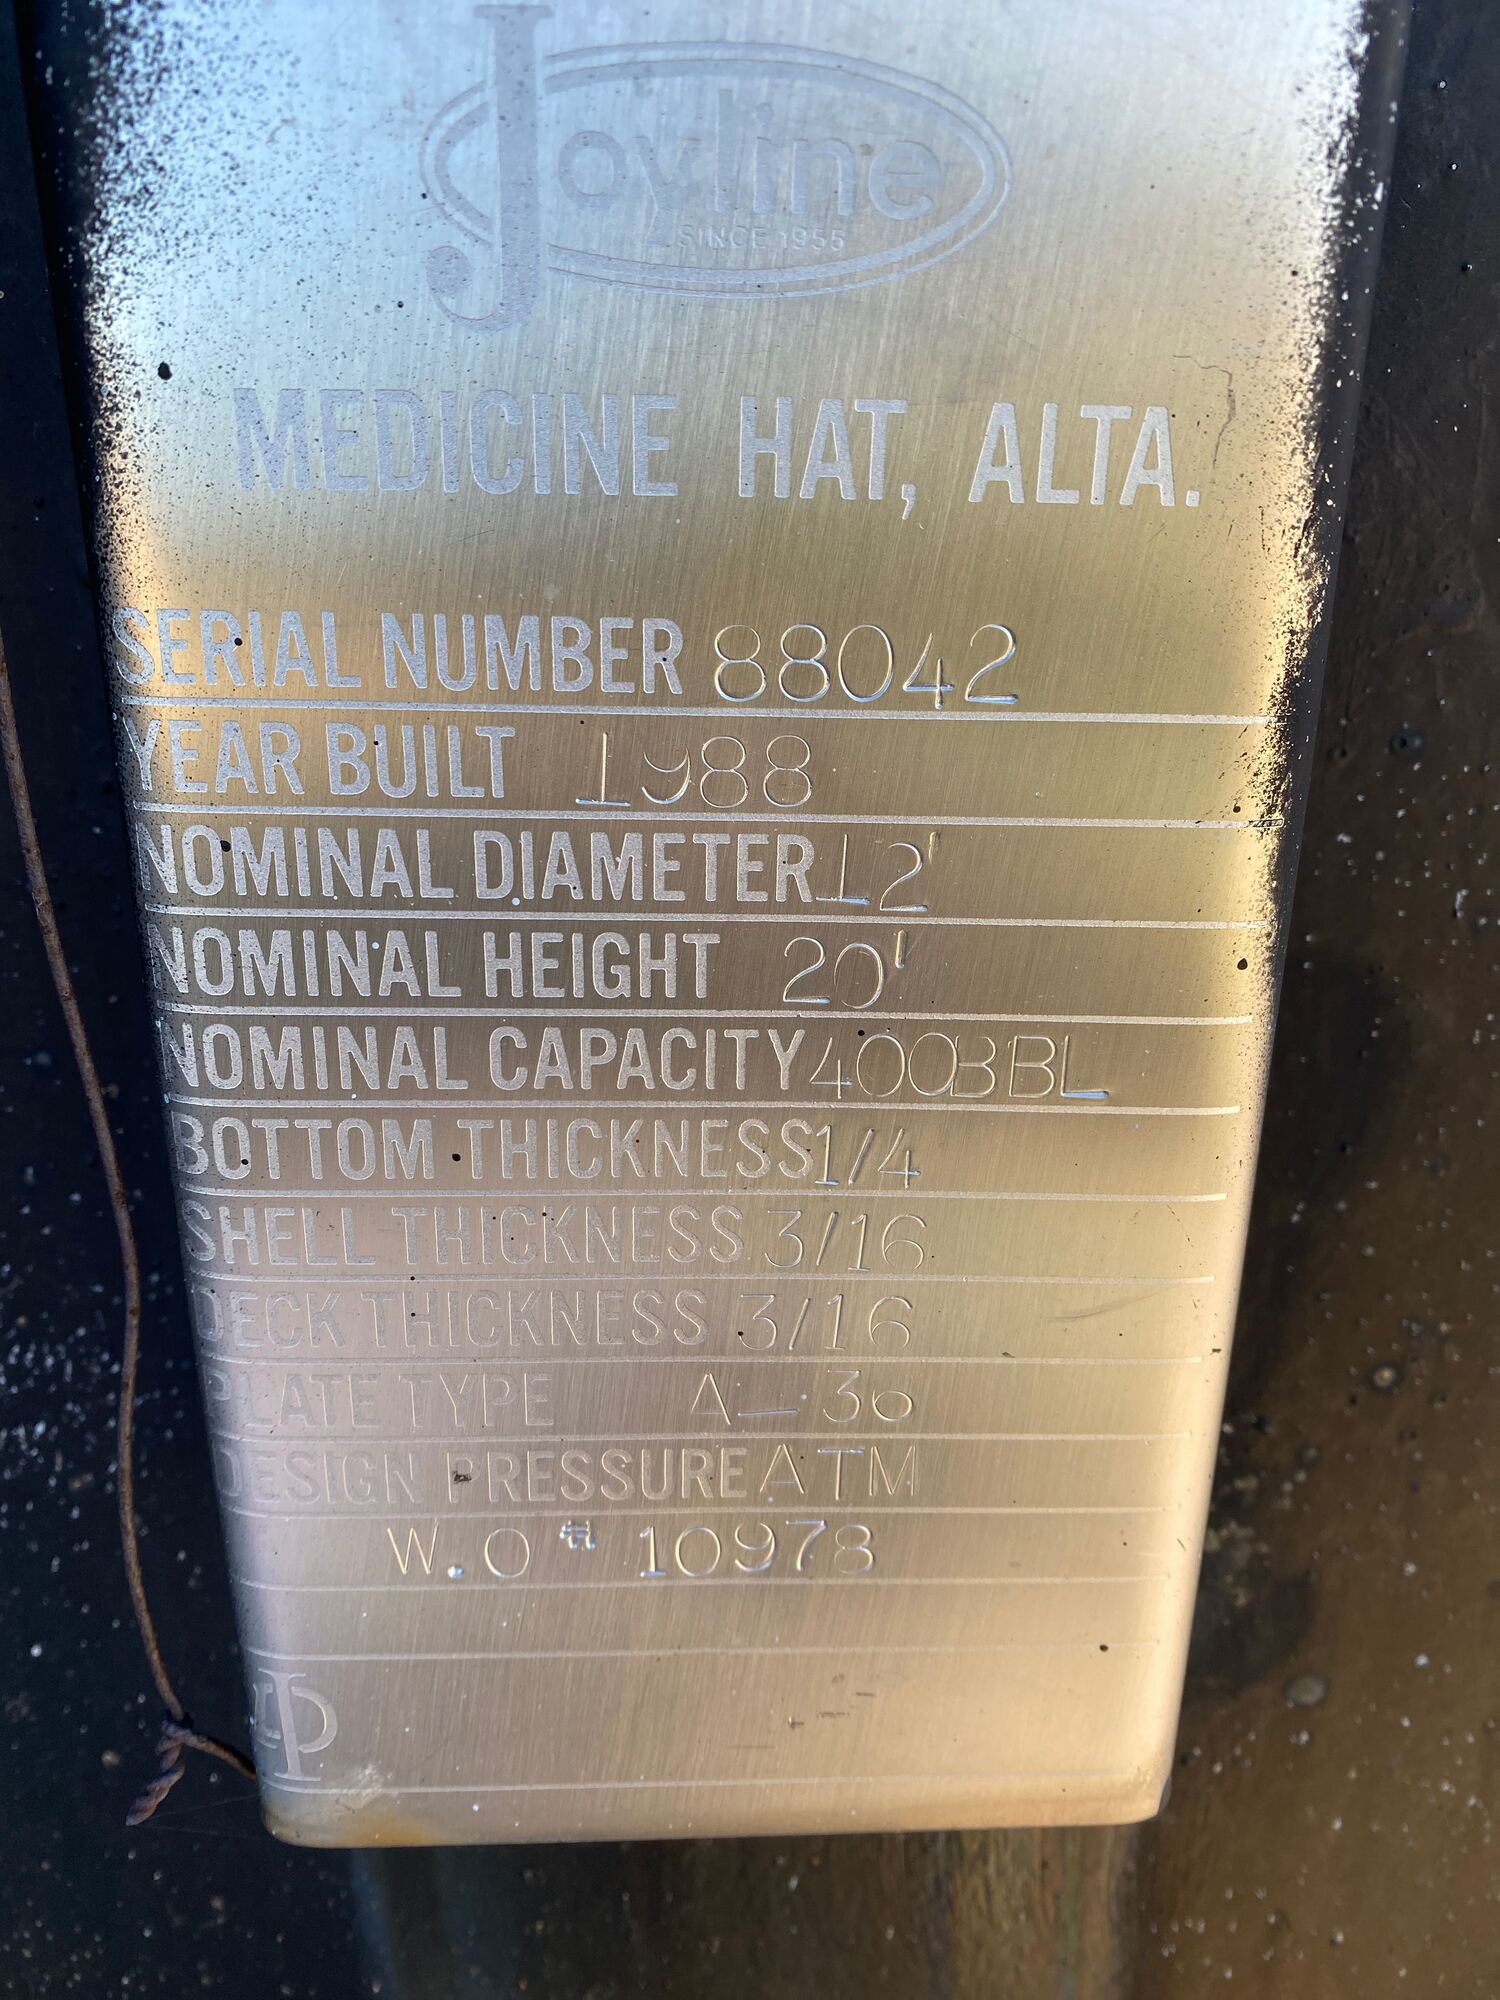 Joyline
SINCE 1955
MEDICINE HAT, ALTA.
SERIAL NUMBER 88042
YEAR BUILT 1988
NOMINAL DIAMETER 12'
NOMINAL HEIGHT 20'
NOMINAL CAPACITY 400BBL
BOTTOM THICKNESS 1/4
SHELL THICKNESS 3/16
DECK THICKNESS 3/16
PLATE TYPE A-36
DESIGN PRESSURE ATM
W.O # 10978